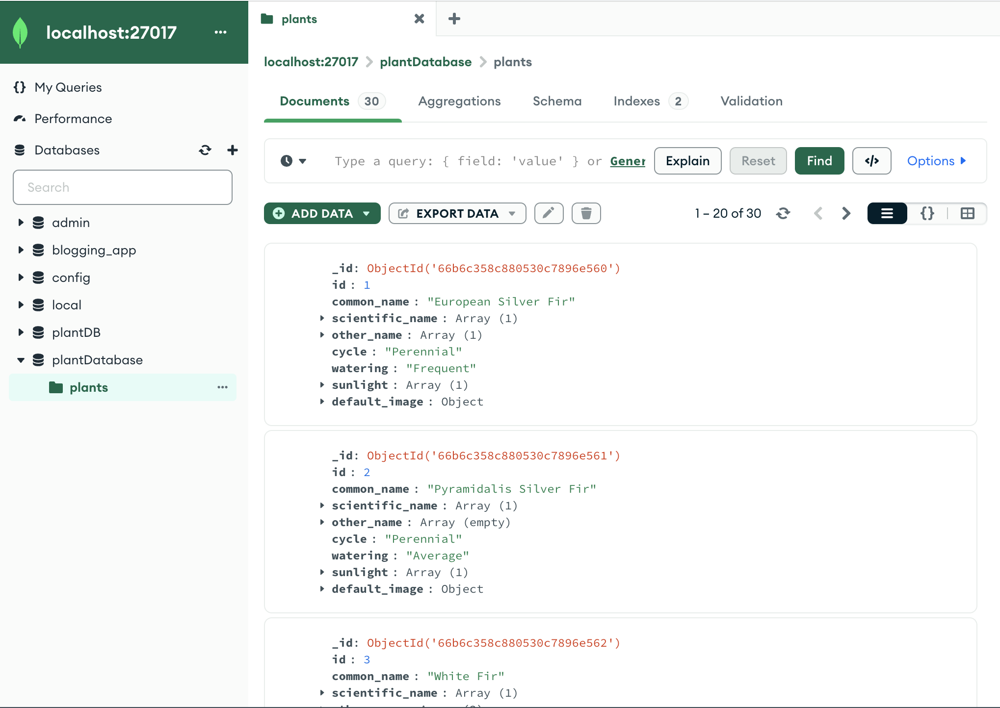 localhost:27017
My Queries
Performance
Databases
Search
admin
blogging_app
config
local
plantDB
plantDatabase
plants
plants
localhost:27017 plantDatabase plants
Documents 30 Aggregations Schema Indexes 2 Validation
Type a query: { field: 'value' } or Gener Explain Reset Find </> Options
ADD DATA EXPORT DATA 1 – 20 of 30 {}
_id: ObjectId('66b6c358c880530c7896e560')
id : 1
common_name : "European Silver Fir"
scientific_name : Array (1)
other_name : Array (1)
cycle : "Perennial"
watering : "Frequent"
sunlight : Array (1)
default_image : Object
_id: ObjectId('66b6c358c880530c7896e561')
id : 2
common_name : "Pyramidalis Silver Fir"
scientific_name : Array (1)
other_name : Array (empty)
cycle : "Perennial"
watering : "Average"
sunlight : Array (1)
default_image : Object
_id: ObjectId('66b6c358c880530c7896e562')
id : 3
common_name : "White Fir"
scientific_name : Array (1)